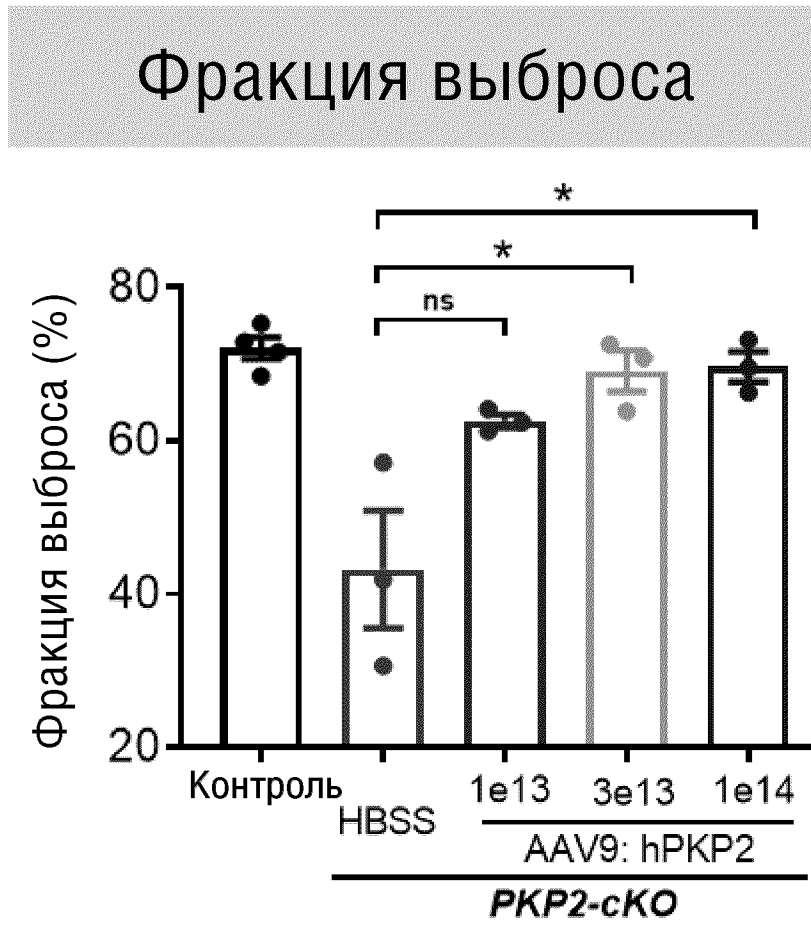 Фракция выброса
*
*
ns
Фракция выброса (%)
80
60
40
20
Контроль
HBSS
1e13 3e13 1e14
AAV9: hPKP2
PKP2-cKO